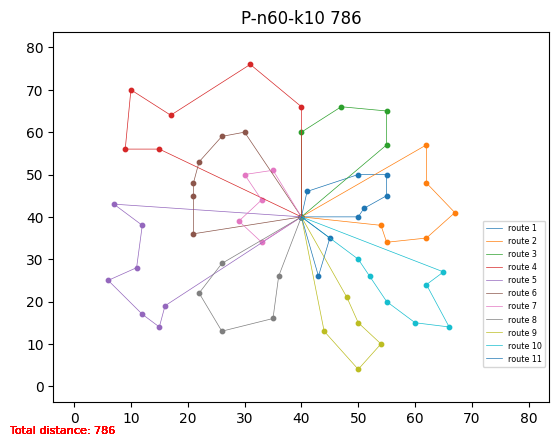 P-n60-k10 786
80
70
60
50
40
30
20
10
0
0 10 20 30 40 50 60 70 80
route 1
route 2
route 3
route 4
route 5
route 6
route 7
route 8
route 9
route 10
route 11
Total distance: 786